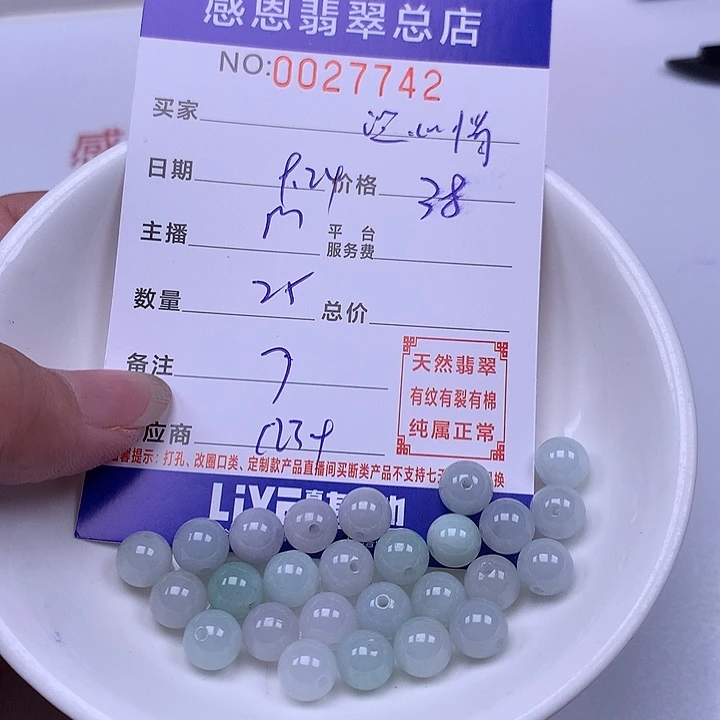 感恩翡翠总店
NO:0027742
买家
日期 9.24 价格 38
主播 M 平台服务费
数量 25 总价
备注 7
应商
天然翡翠
有纹有裂有棉
纯属正常
提示：打孔、改圈口类、定制款产品直播间买断类产品不支持七 换
感